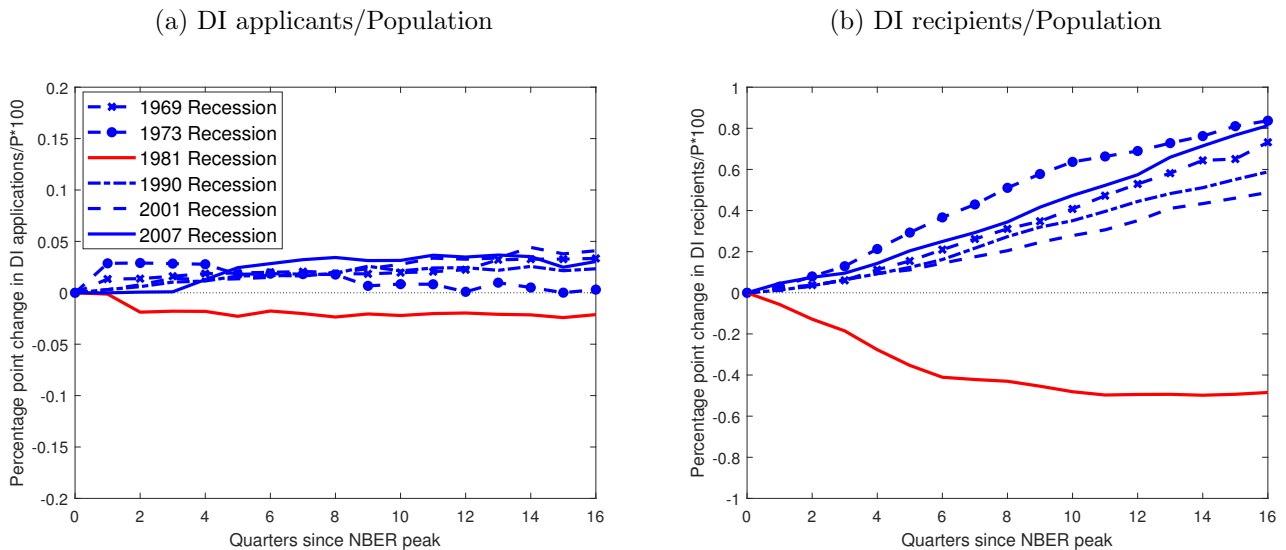 (a) DI applicants/Population
Percentage point change in DI applications/P*100
0.2
0.15
0.1
0.05
0
-0.05
-0.1
-0.15
-0.2
1969 Recession
1973 Recession
1981 Recession
1990 Recession
2001 Recession
2007 Recession
0 2 4 6 8 10 12 14 16
Quarters since NBER peak
(b) DI recipients/Population
Percentage point change in DI recipients/P*100
1
0.8
0.6
0.4
0.2
0
-0.2
-0.4
-0.6
-0.8
-1
0 2 4 6 8 10 12 14 16
Quarters since NBER peak